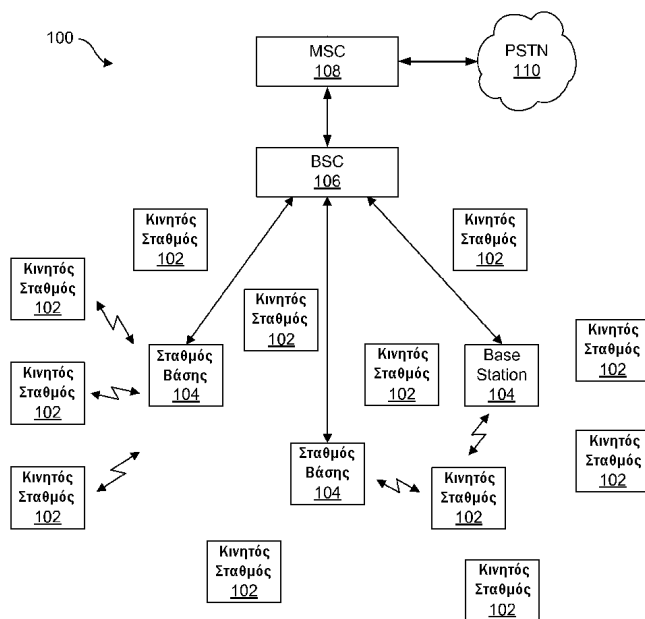 100
MSC
108
PSTN
110
BSC
106
Κινητός
Σταθμός
102
Κινητός
Σταθμός
102
Κινητός
Σταθμός
102
Κινητός
Σταθμός
102
Κινητός
Σταθμός
102
Σταθμός
Βάσης
104
Κινητός
Σταθμός
102
Base
Station
104
Κινητός
Σταθμός
102
Κινητός
Σταθμός
102
Κινητός
Σταθμός
102
Σταθμός
Βάσης
104
Κινητός
Σταθμός
102
Κινητός
Σταθμός
102
Κινητός
Σταθμός
102
Κινητός
Σταθμός
102